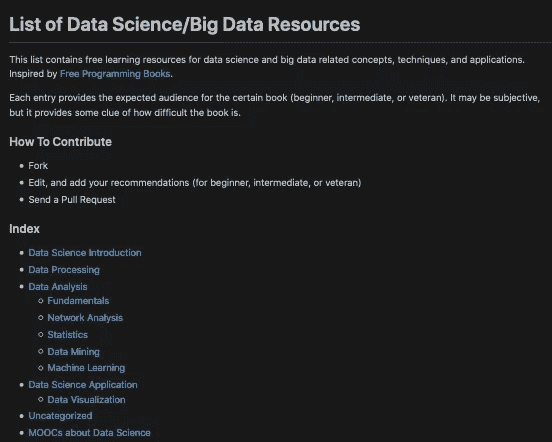 List of Data Science/Big Data Resources
This list contains free learning resources for data science and big data related concepts, techniques, and applications.
Inspired by Free Programming Books.
Each entry provides the expected audience for the certain book (beginner, intermediate, or veteran). It may be subjective,
but it provides some clue of how difficult the book is.
How To Contribute
Fork
Edit, and add your recommendations (for beginner, intermediate, or veteran)
Send a Pull Request
Index
Data Science Introduction
Data Processing
Data Analysis
Fundamentals
Network Analysis
Statistics
Data Mining
Machine Learning
Data Science Application
Data Visualization
Uncategorized
MOOCs about Data Science